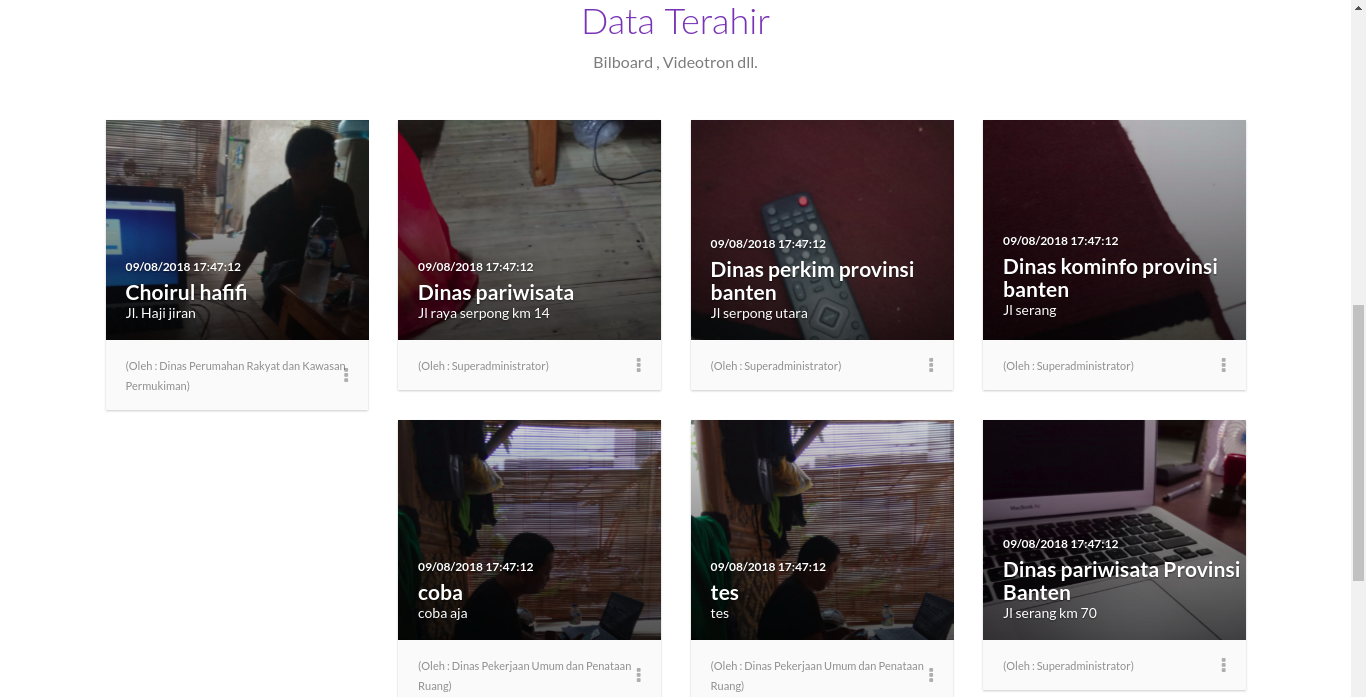 Data Terahir
Bilboard , Videotron dll.
09/08/2018 17:47:12
Choirul hafifi
Jl. Haji jiran
(Oleh : Dinas Perumahan Rakyat dan Kawasan
Permukiman)
09/08/2018 17:47:12
Dinas pariwisata
Jl raya serpong km 14
(Oleh : Superadministrator)
09/08/2018 17:47:12
Dinas perkim provinsi
banten
Jl serpong utara
(Oleh : Superadministrator)
09/08/2018 17:47:12
Dinas kominfo provinsi
banten
Jl serang
(Oleh : Superadministrator)
09/08/2018 17:47:12
coba
coba aja
(Oleh : Dinas Pekerjaan Umum dan Penataan
Ruang)
09/08/2018 17:47:12
tes
tes
(Oleh : Dinas Pekerjaan Umum dan Penataan
Ruang)
09/08/2018 17:47:12
Dinas pariwisata Provinsi
Banten
Jl serang km 70
(Oleh : Superadministrator)